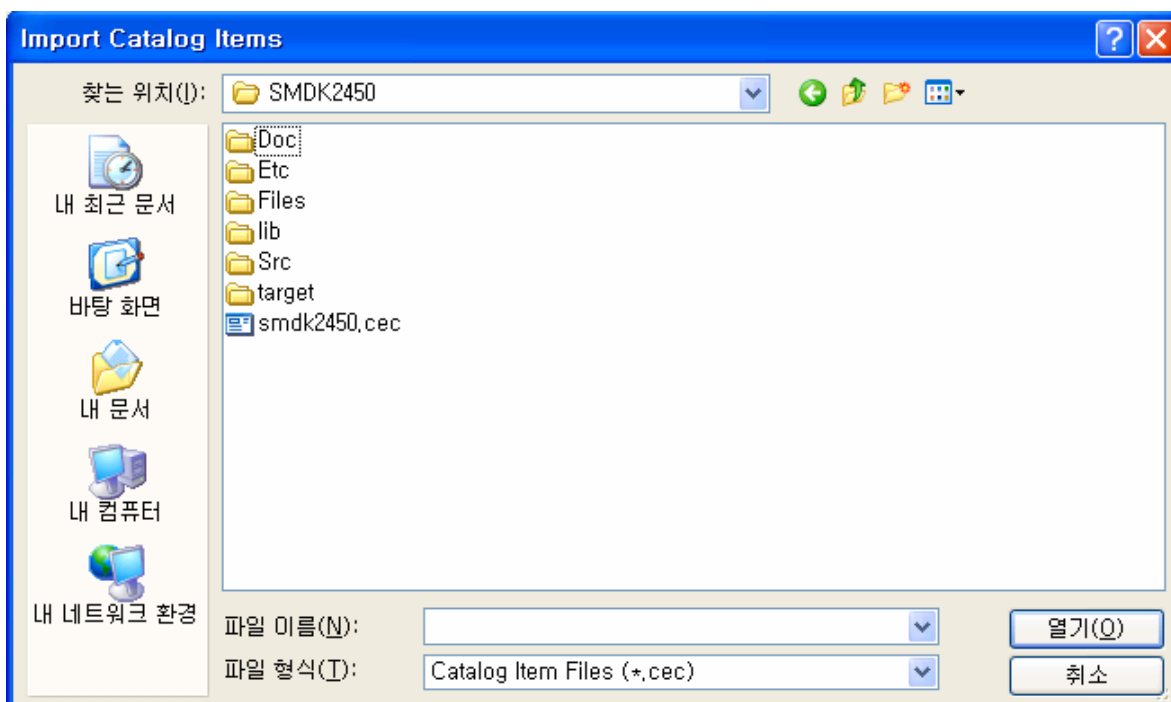 Import Catalog Items
찾는 위치(I):
SMDK2450
Doc
Etc
Files
lib
Src
target
smdk2450.cec
내 최근 문서
바탕 화면
내 문서
내 컴퓨터
내 네트워크 환경
파일 이름(N):
열기(O)
파일 형식(T):
Catalog Item Files (*.cec)
취소